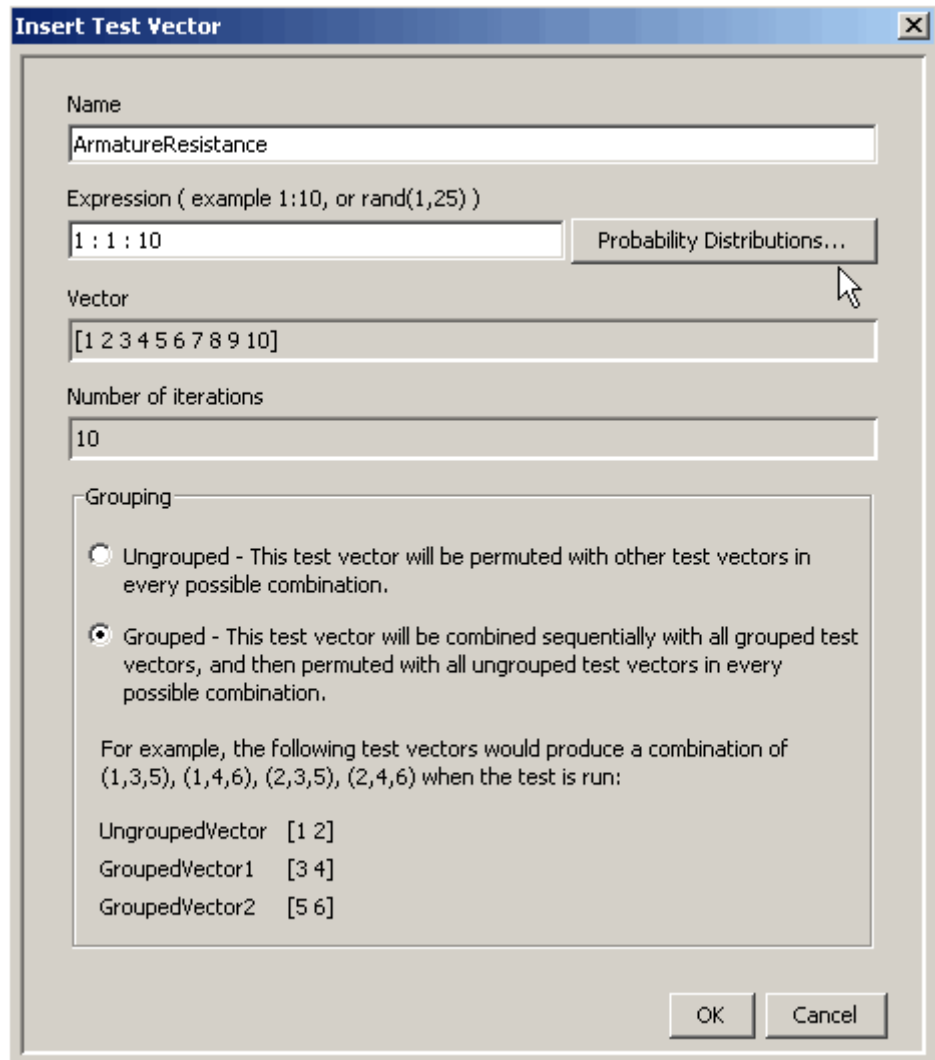 Insert Test Vector
Name
ArmatureResistance
Expression ( example 1:10, or rand(1,25) )
1 : 1 : 10
Probability Distributions...
Vector
[1 2 3 4 5 6 7 8 9 10]
Number of iterations
10
Grouping
Ungrouped - This test vector will be permuted with other test vectors in
every possible combination.
Grouped - This test vector will be combined sequentially with all grouped test
vectors, and then permuted with all ungrouped test vectors in every
possible combination.
For example, the following test vectors would produce a combination of
(1,3,5), (1,4,6), (2,3,5), (2,4,6) when the test is run:
UngroupedVector [1 2]
GroupedVector1 [3 4]
GroupedVector2 [5 6]
OK Cancel